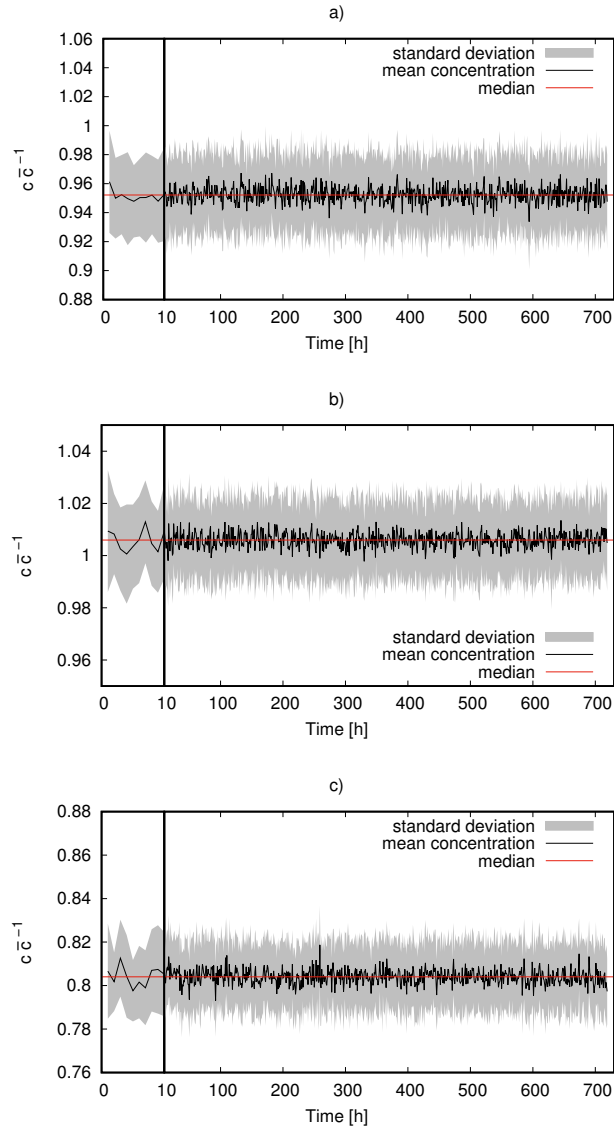 a)
1.06
1.04
1.02
1
0.98
0.96
0.94
0.92
0.9
0.88
c c̄⁻¹
standard deviation
mean concentration
median
0 10 100 200 300 400 500 600 700
Time [h]
b)
1.04
1.02
1
0.98
0.96
c c̄⁻¹
standard deviation
mean concentration
median
0 10 100 200 300 400 500 600 700
Time [h]
c)
0.88
0.86
0.84
0.82
0.8
0.78
0.76
c c̄⁻¹
standard deviation
mean concentration
median
0 10 100 200 300 400 500 600 700
Time [h]